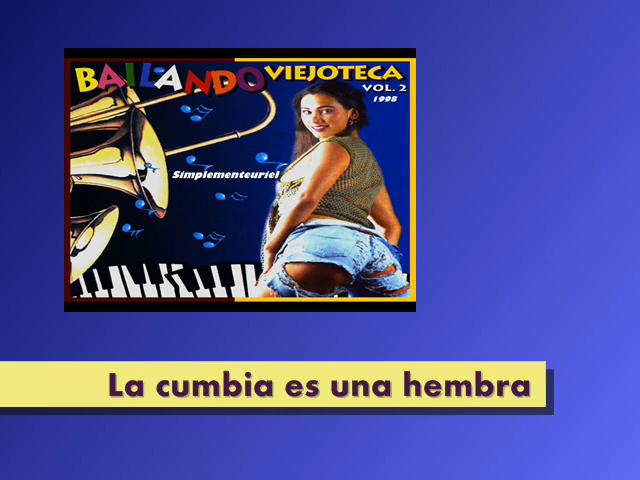 BAILANDO VIEJOTECA
VOL. 2
1998
Simplementeuriel
La cumbia es una hembra